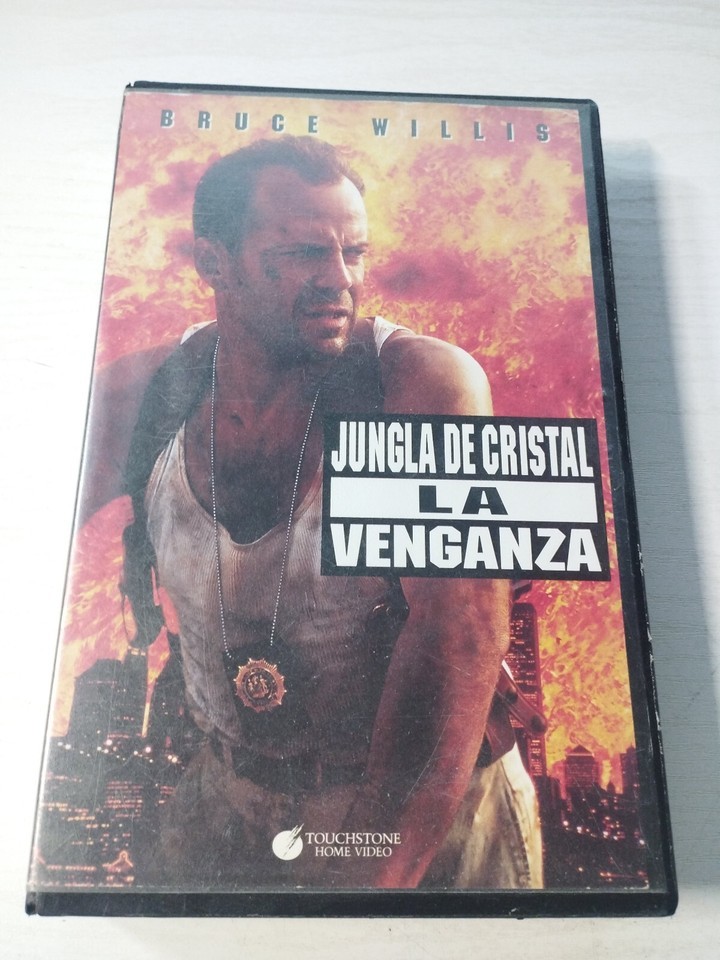 BRUCE WILLIS
JUNGLA DE CRISTAL
LA
VENGANZA
TOUCHSTONE
HOME VIDEO